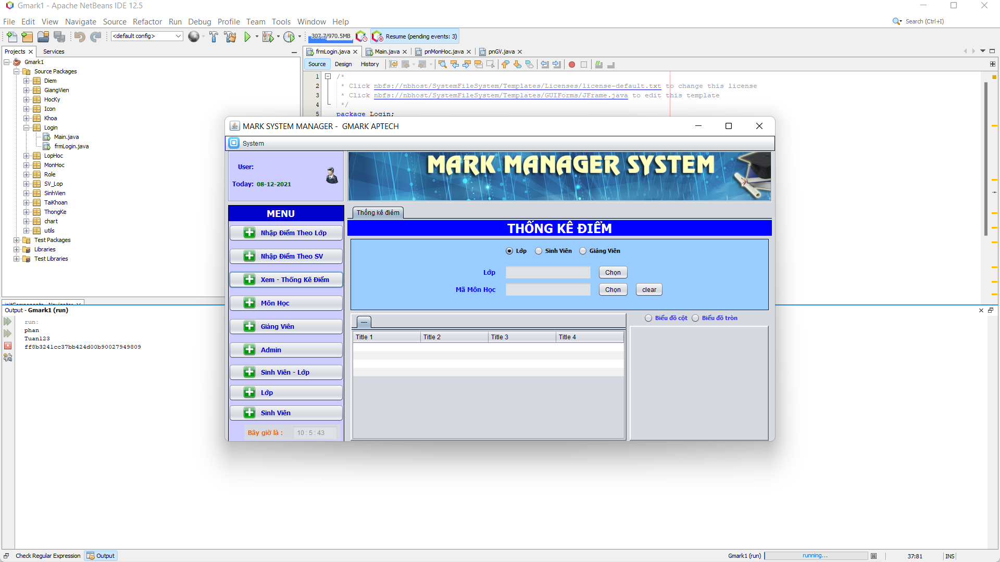 Gmark1 - Apache NetBeans IDE 12.5
File Edit View Navigate Source Refactor Run Debug Profile Team Tools Window Help
Search (Ctrl+I)
<default config>
307.7/970.5MB
Resume (pending events: 3)
Projects
Services
frmLogin.java
Main.java
pnMonHoc.java
pnGV.java
Source
Design
History
Gmark1
Source Packages
Diem
GiangVien
HocKy
Icon
Khoa
Login
Main.java
frmLogin.java
LopHoc
MonHoc
Role
SV_Lop
SinhVien
TaiKhoan
ThongKe
chart
utils
Test Packages
Libraries
Test Libraries
1 /*
2 * Click nbfs://nbhost/SystemFileSystem/Templates/Licenses/license-default.txt to change this license
3 * Click nbfs://nbhost/SystemFileSystem/Templates/GUIForms/JFrame.java to edit this template
4 */
5 package Login;
MARK SYSTEM MANAGER - GMARK APTECH
System
User:
Today: 08-12-2021
MARK MANAGER SYSTEM
MENU
Nhập Điểm Theo Lớp
Nhập Điểm Theo SV
Xem - Thống Kê Điểm
Môn Học
Giảng Viên
Admin
Sinh Viên - Lớp
Lớp
Sinh Viên
Bây giờ là :
10 : 5 : 43
Thống kê điểm
THỐNG KÊ ĐIỂM
Lớp
Sinh Viên
Giảng Viên
Lớp
Chọn
Mã Môn Học
Chọn
clear
---
Title 1
Title 2
Title 3
Title 4
Biểu đồ cột
Biểu đồ tròn
initComponents - Navigator
Output - Gmark1 (run)
run:
phan
Tuan123
ff8b3241cc37bb424d00b90027949809
Check Regular Expression
Output
Gmark1 (run)
running...
37:81
INS